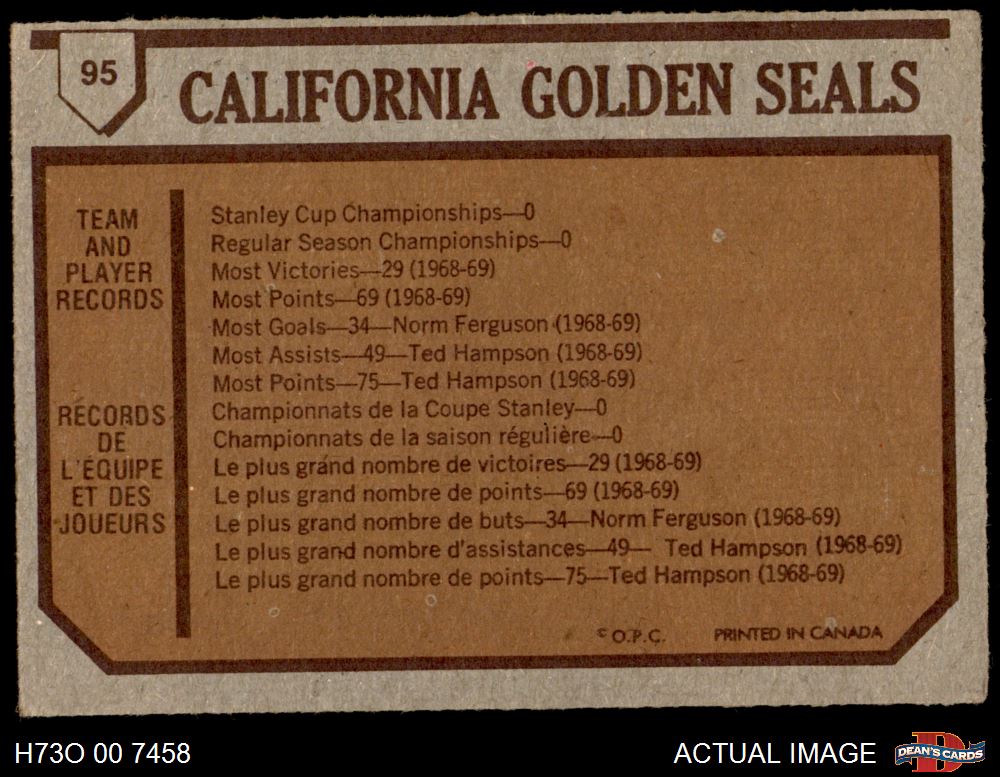 95
CALIFORNIA GOLDEN SEALS
TEAM
AND
PLAYER
RECORDS
Stanley Cup Championships—0
Regular Season Championships—0
Most Victories—29 (1968-69)
Most Points—69 (1968-69)
Most Goals—34—Norm Ferguson (1968-69)
Most Assists—49—Ted Hampson (1968-69)
Most Points—75—Ted Hampson (1968-69)
RECORDS
DE
L'ÉQUIPE
ET DES
JOUEURS
Championnats de la Coupe Stanley—0
Championnats de la saison régulière—0
Le plus grand nombre de victoires—29 (1968-69)
Le plus grand nombre de points—69 (1968-69)
Le plus grand nombre de buts—34—Norm Ferguson (1968-69)
Le plus grand nombre d'assistances—49— Ted Hampson (1968-69)
Le plus grand nombre de points—75—Ted Hampson (1968-69)
© O.P.C. PRINTED IN CANADA
H73O 00 7458
ACTUAL IMAGE
D
DEAN'S CARDS